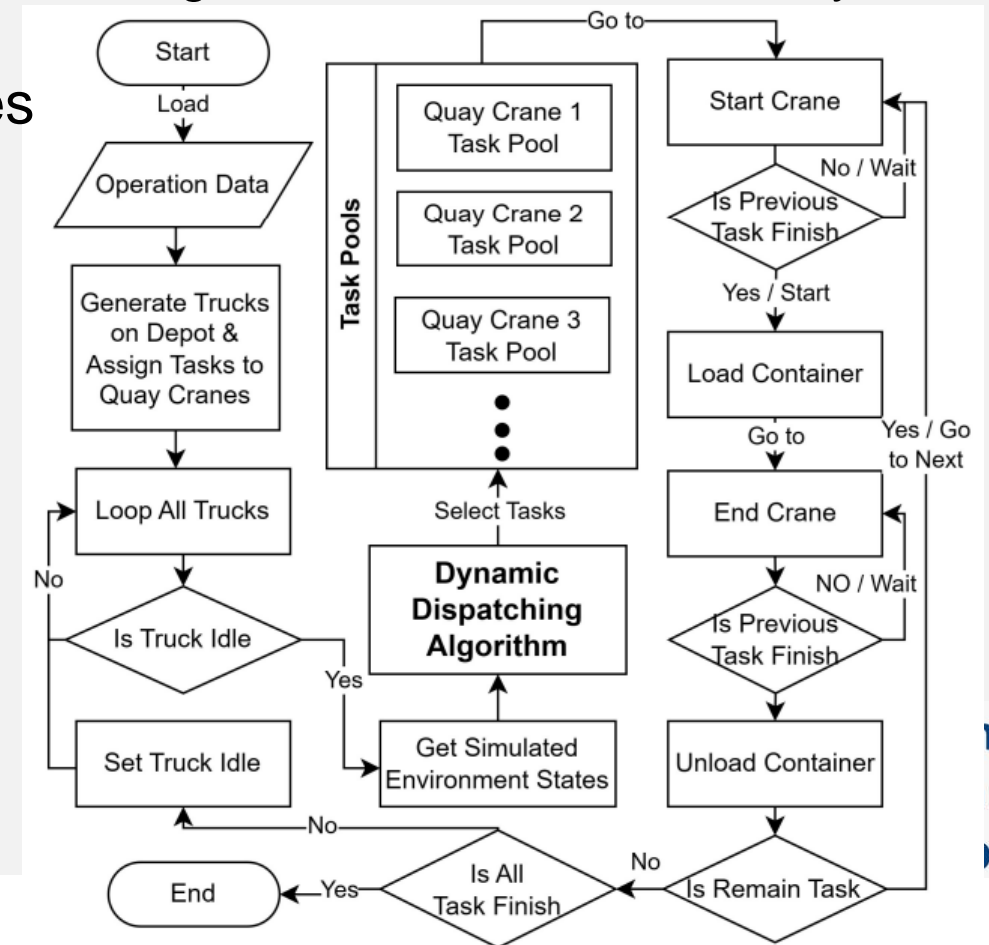 es
Start
Load
Operation Data
Generate Trucks
on Depot &
Assign Tasks to
Quay Cranes
Loop All Trucks
No
Is Truck Idle
Yes
Set Truck Idle
Task Pools
Quay Crane 1
Task Pool
Quay Crane 2
Task Pool
Quay Crane 3
Task Pool
Select Tasks
Dynamic
Dispatching
Algorithm
Get Simulated
Environment States
Go to
Start Crane
No / Wait
Is Previous
Task Finish
Yes / Start
Load Container
Go to
Yes / Go
to Next
End Crane
NO / Wait
Is Previous
Task Finish
Unload Container
Is Remain Task
No
Is All
Task Finish
No
Yes
End